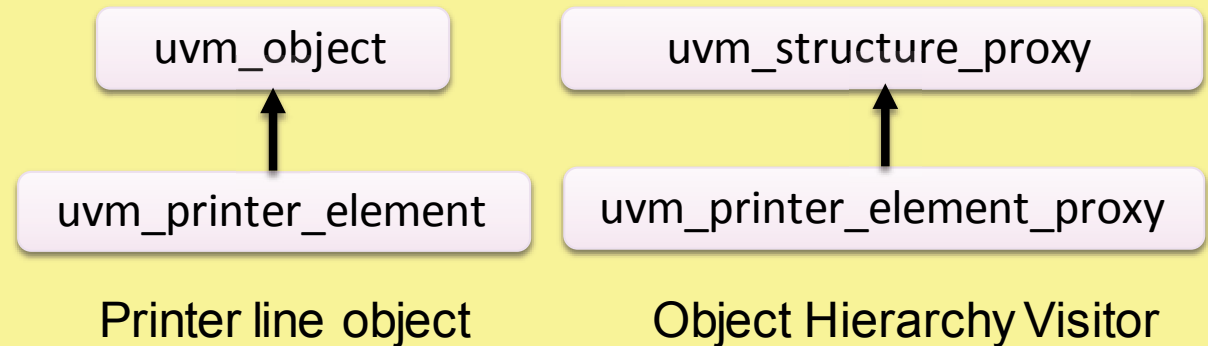 uvm_object
uvm_structure_proxy
uvm_printer_element
uvm_printer_element_proxy
Printer line object
Object Hierarchy Visitor